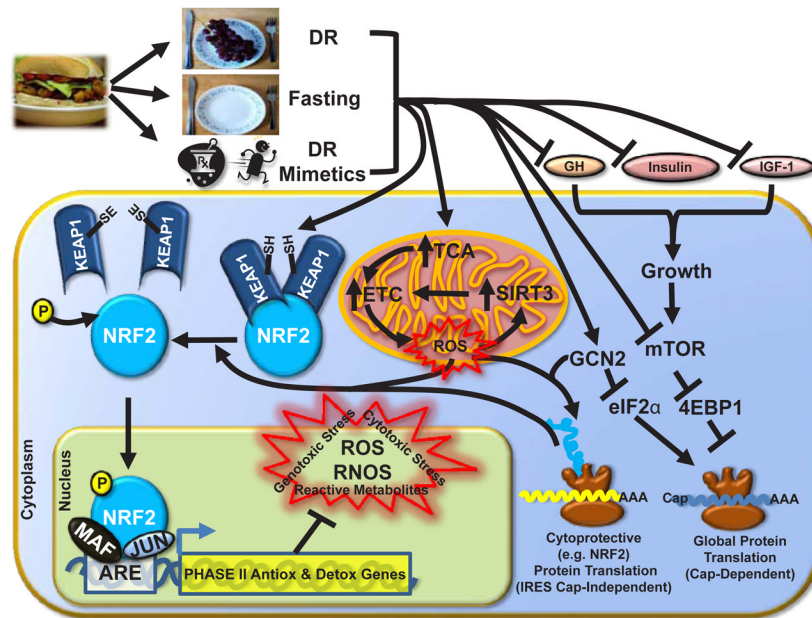 DR
Fasting
DR
Mimetics
Rx
GH
Insulin
IGF-1
KEAP1
SE
SE
KEAP1
KEAP1
SH
SH
KEAP1
P
NRF2
NRF2
TCA
ETC
SIRT3
ROS
Growth
GCN2
mTOR
eIF2α
4EBP1
Cytoplasm
Nucleus
Genotoxic Stress
Cytotoxic Stress
ROS
RNOS
Reactive Metabolites
P
NRF2
MAF
JUN
ARE
PHASE II Antiox & Detox Genes
AAA
Cap
AAA
Cytoprotective
(e.g. NRF2)
Protein Translation
(IRES Cap-Independent)
Global Protein
Translation
(Cap-Dependent)